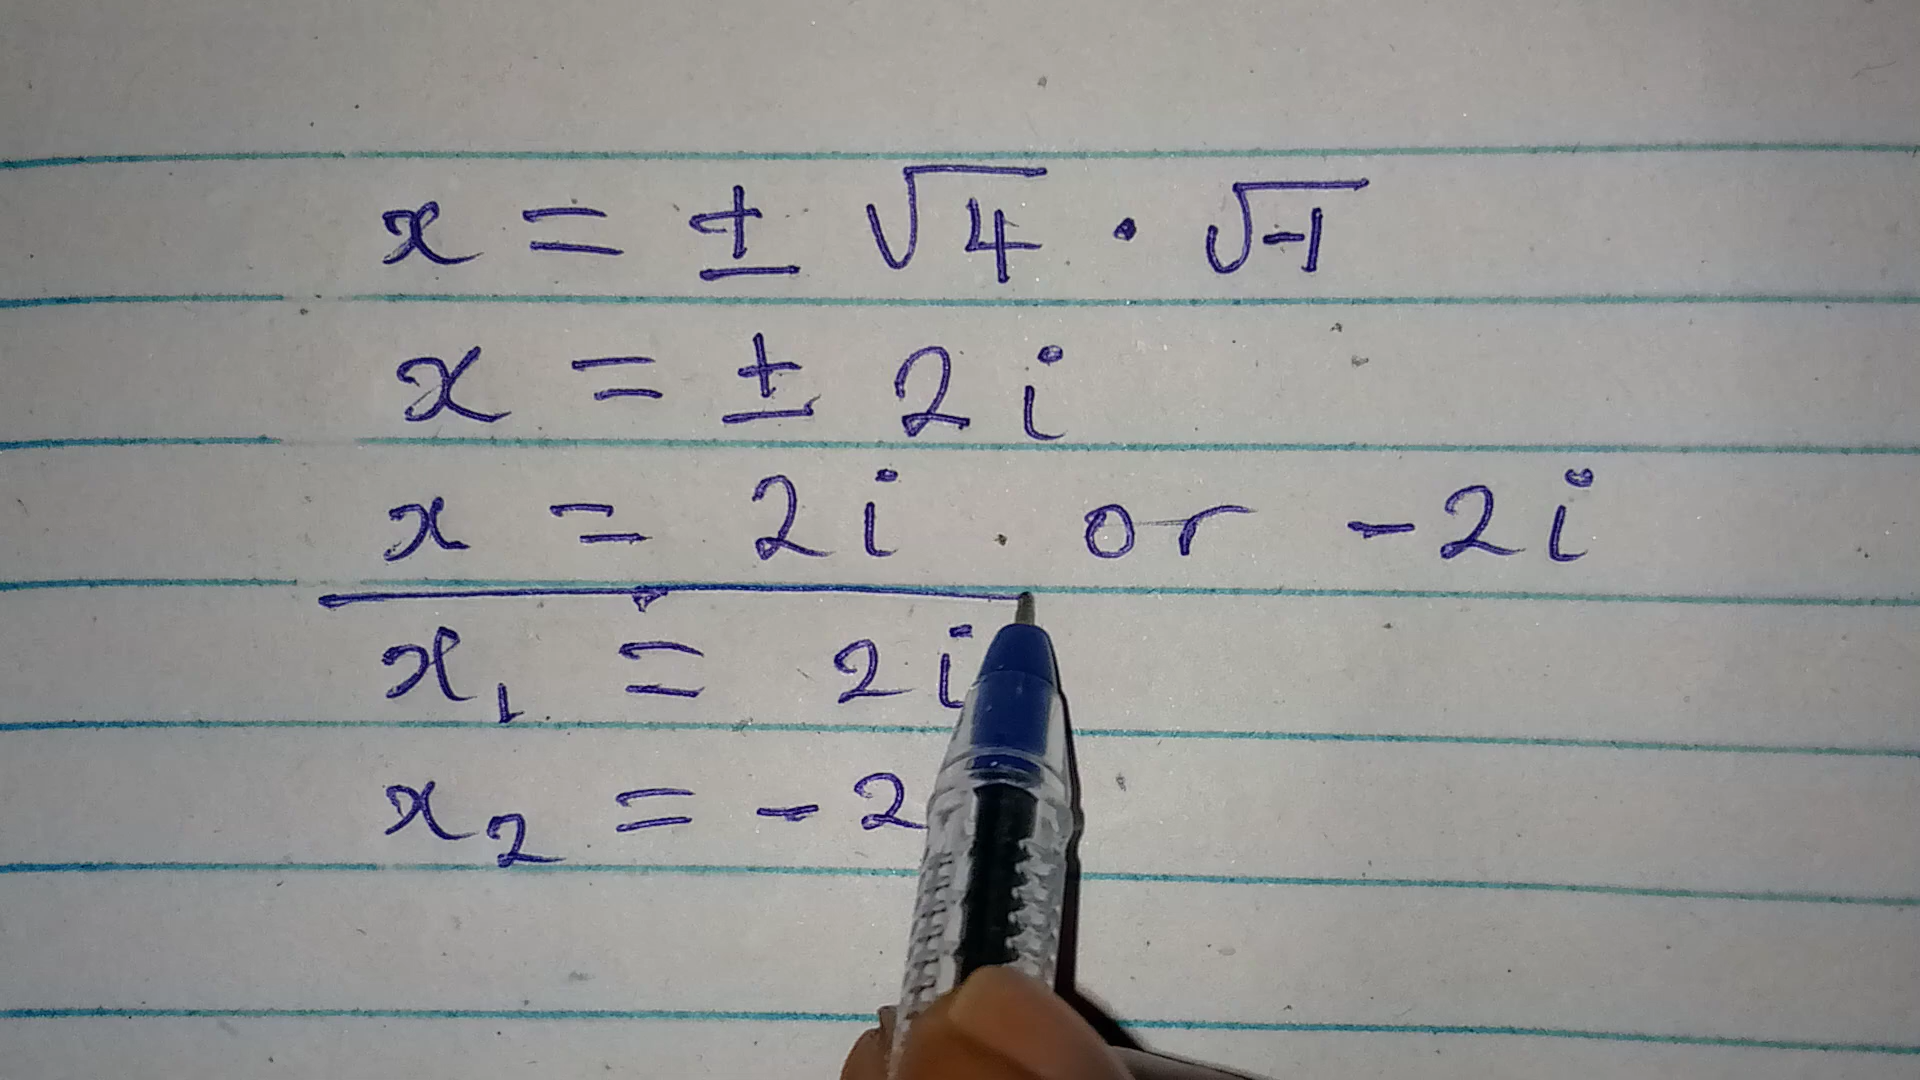 x = ± √4 · √-1
x = ± 2i
x = 2i . or -2i
x₁ = 2i
x₂ = -2